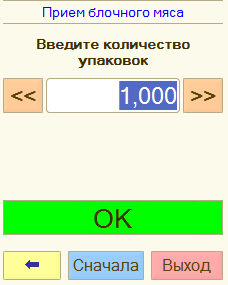 Прием блочного мяса
Введите количество
упаковок
<< 1,000 >>
OK
⬅ Сначала Выход